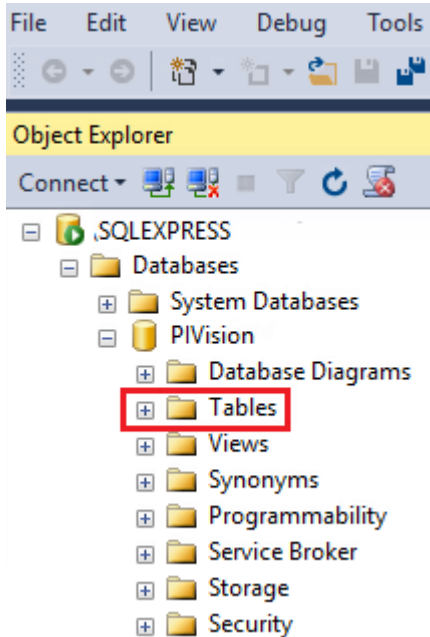 File Edit View Debug Tools
Object Explorer
Connect
.\SQLEXPRESS
Databases
System Databases
PIVision
Database Diagrams
Tables
Views
Synonyms
Programmability
Service Broker
Storage
Security